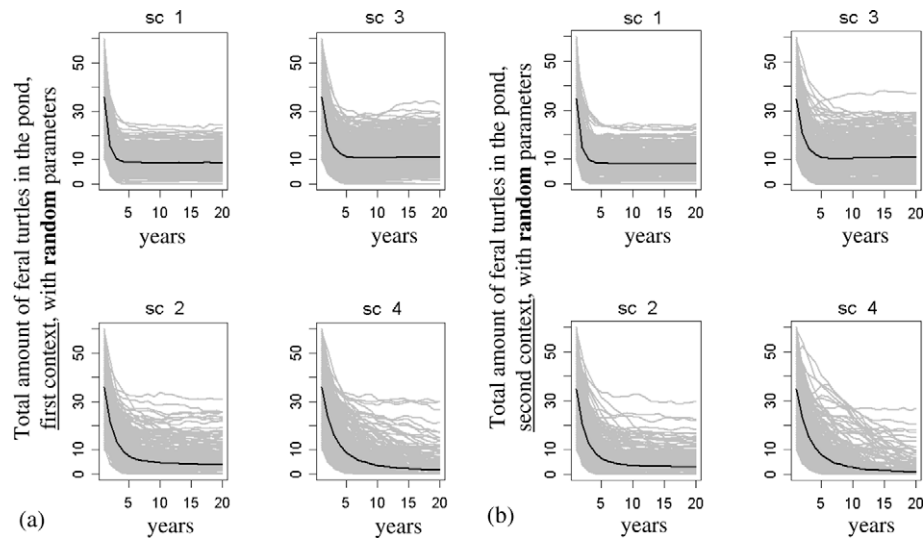 Total amount of feral turtles in the pond,
first context, with random parameters
sc 1
50
30
10
0
5 10 15 20
years
sc 3
50
30
10
0
5 10 15 20
years
sc 2
50
30
10
0
5 10 15 20
years
sc 4
50
30
10
0
5 10 15 20
years
(a)
Total amount of feral turtles in the pond,
second context, with random parameters
sc 1
50
30
10
0
5 10 15 20
years
sc 3
50
30
10
0
5 10 15 20
years
sc 2
50
30
10
0
5 10 15 20
years
sc 4
50
30
10
0
5 10 15 20
years
(b)